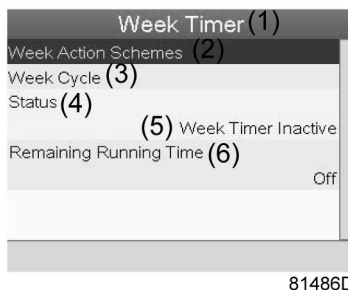 Week Timer (1)
Week Action Schemes (2)
Week Cycle (3)
Status (4)
(5) Week Timer Inactive
Remaining Running Time (6)
Off
81486D